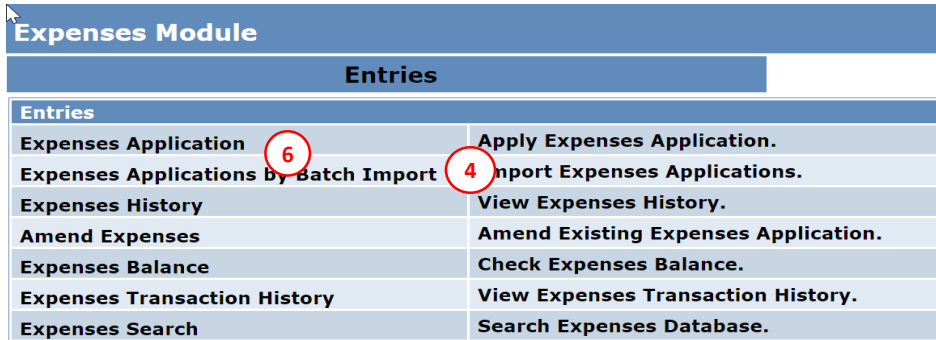 Expenses Module
Entries
Entries
Expenses Application Apply Expenses Application.
6
Expenses Applications by Batch Import 4 mport Expenses Applications.
Expenses History View Expenses History.
Amend Expenses Amend Existing Expenses Application.
Expenses Balance Check Expenses Balance.
Expenses Transaction History View Expenses Transaction History.
Expenses Search Search Expenses Database.